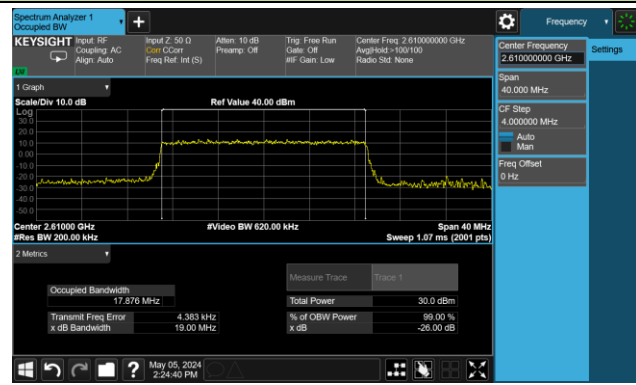 Spectrum Analyzer 1
Occupied BW
Frequency
KEYSIGHT
Input: RF
Coupling: AC
Align: Auto
Input Z: 50 Ω
Corr CCorr
Freq Ref: Int (S)
Atten: 10 dB
Preamp: Off
Trig: Free Run
Gate: Off
#IF Gain: Low
Center Freq: 2.610000000 GHz
Avg|Hold:>100/100
Radio Std: None
Center Frequency
2.610000000 GHz
Settings
Span
40.000 MHz
CF Step
4.000000 MHz
Auto
Man
Freq Offset
0 Hz
1 Graph
Scale/Div 10.0 dB
Ref Value 40.00 dBm
Log
30.0
20.0
10.0
0.00
-10.0
-20.0
-30.0
-40.0
-50.0
Center 2.61000 GHz
#Video BW 620.00 kHz
Span 40 MHz
#Res BW 200.00 kHz
Sweep 1.07 ms (2001 pts)
2 Metrics
Measure Trace
Trace 1
Occupied Bandwidth
17.876 MHz
Total Power
30.0 dBm
Transmit Freq Error
4.383 kHz
% of OBW Power
99.00 %
x dB Bandwidth
19.00 MHz
x dB
-26.00 dB
?
May 05, 2024
2:24:40 PM